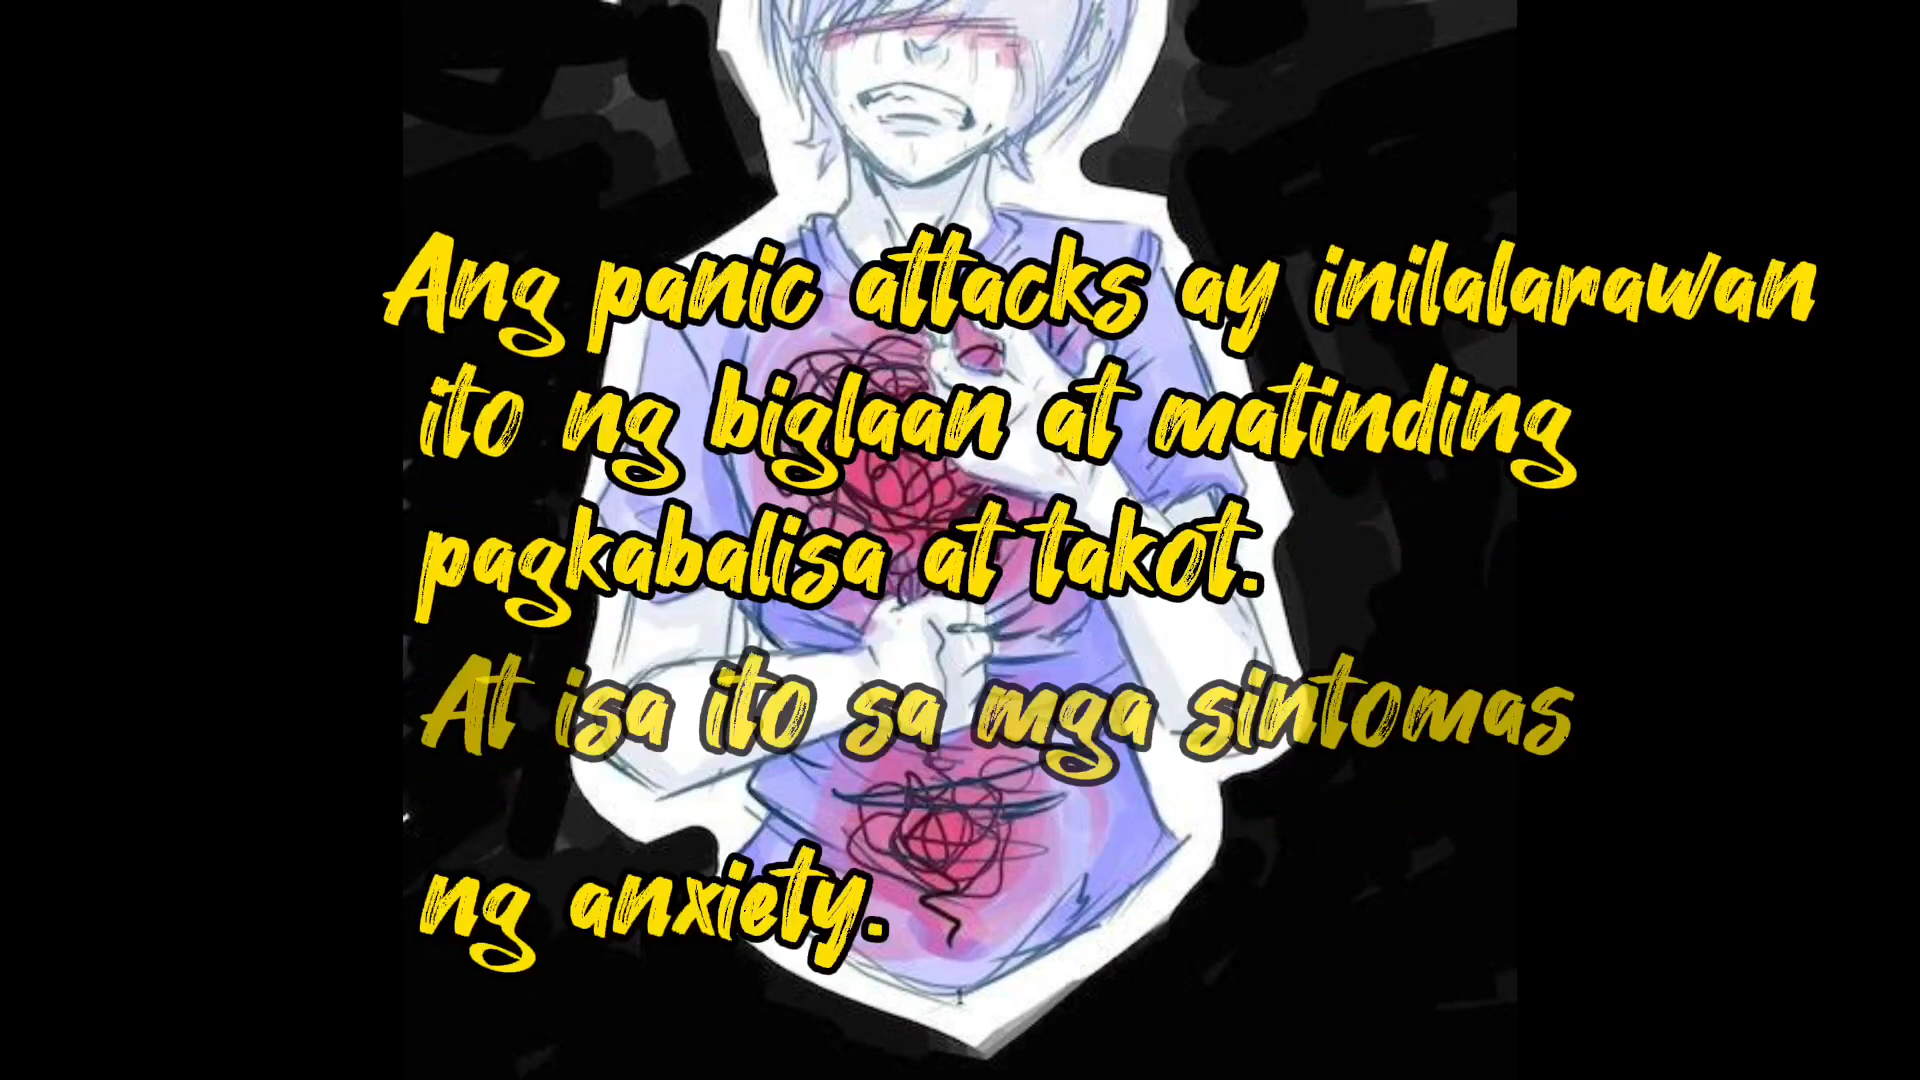 Ang panic attacks ay inilalarawan
ito ng biglaan at matinding
pagkabalisa at takot.
At isa ito sa mga sintomas
ng anxiety.